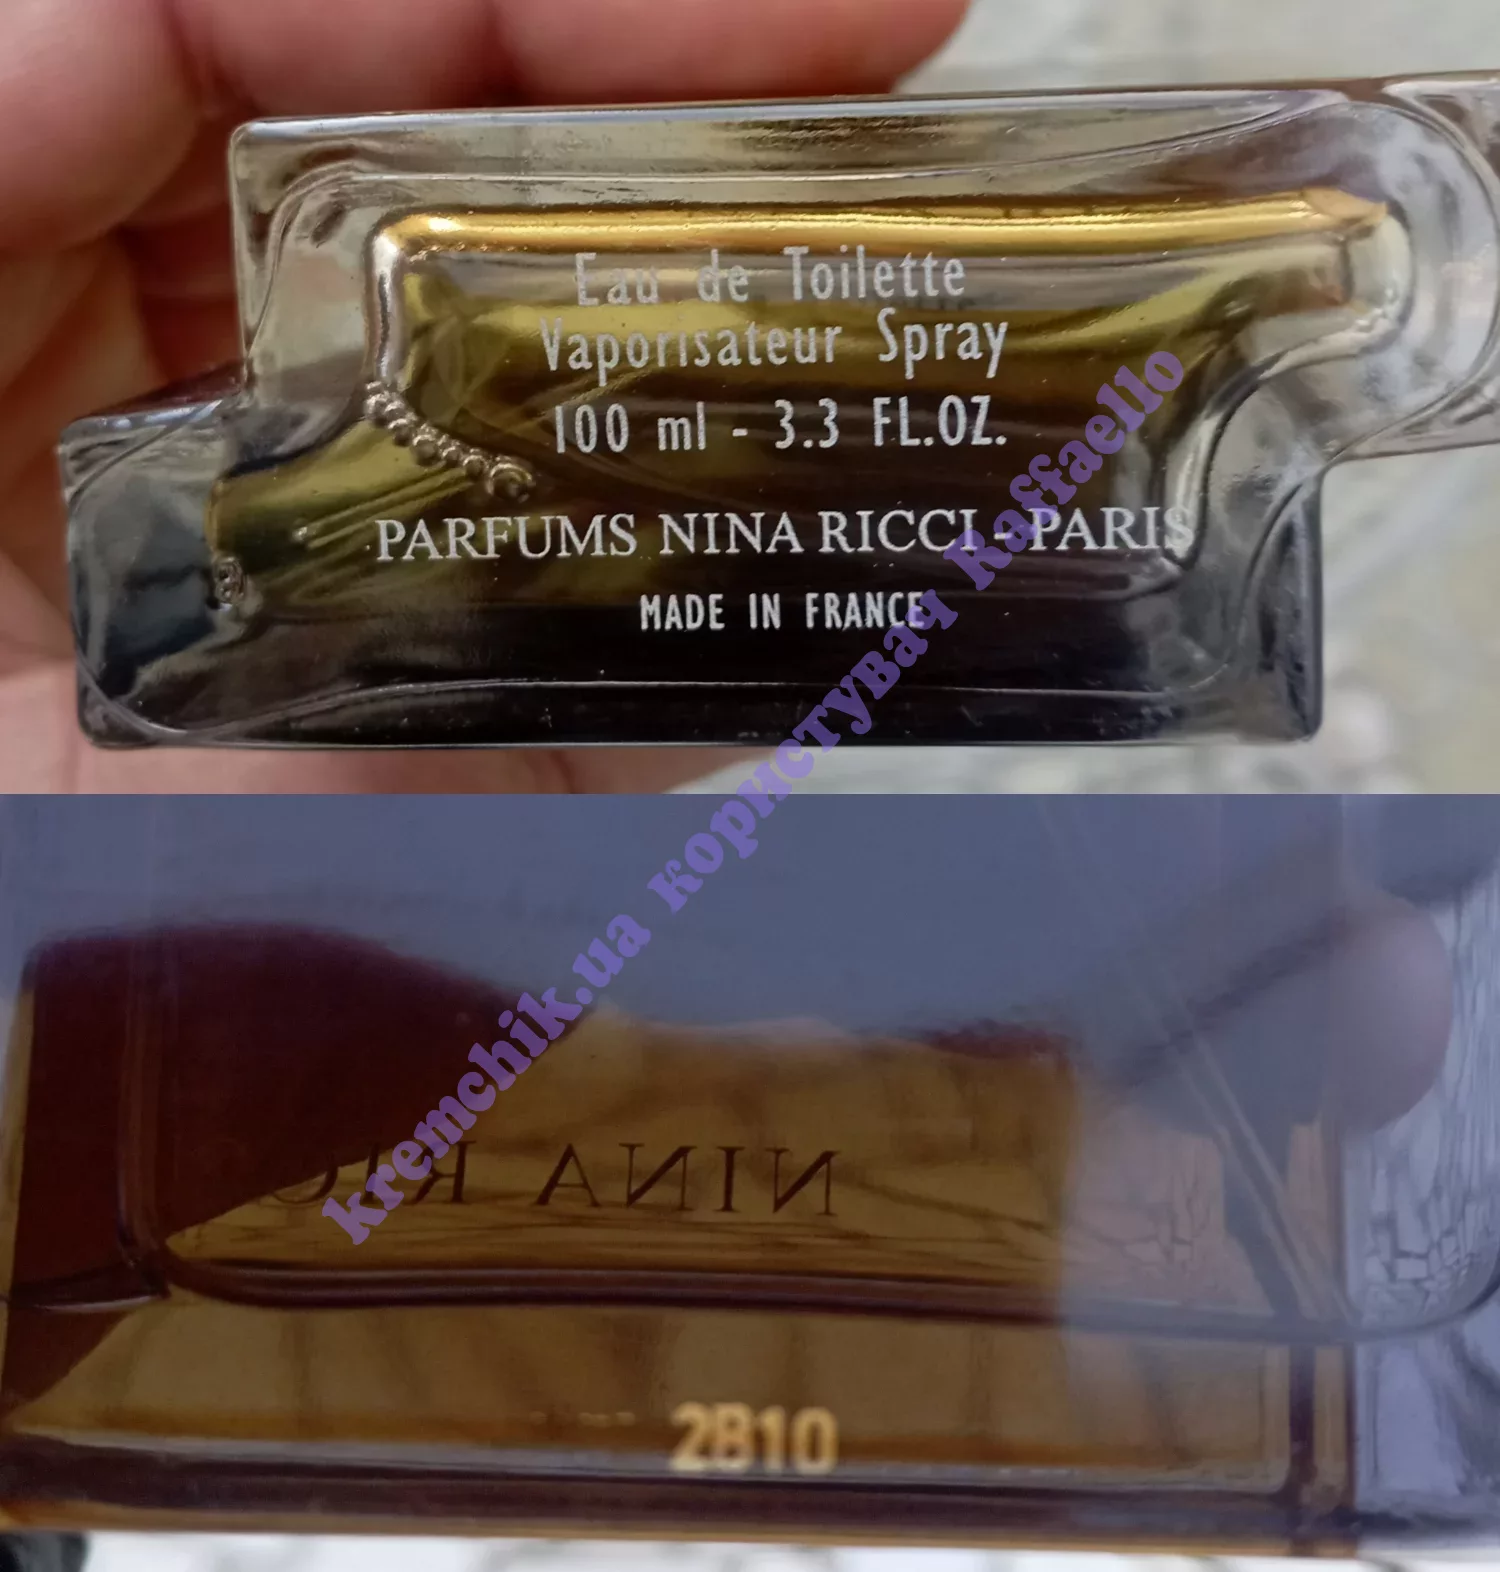 Eau de Toilette
Vaporisateur Spray
100 ml - 3.3 FL.OZ.
PARFUMS NINA RICCI - PARIS
MADE IN FRANCE
kremchik.ua користувач Raffaello
NINA RIC
2B10